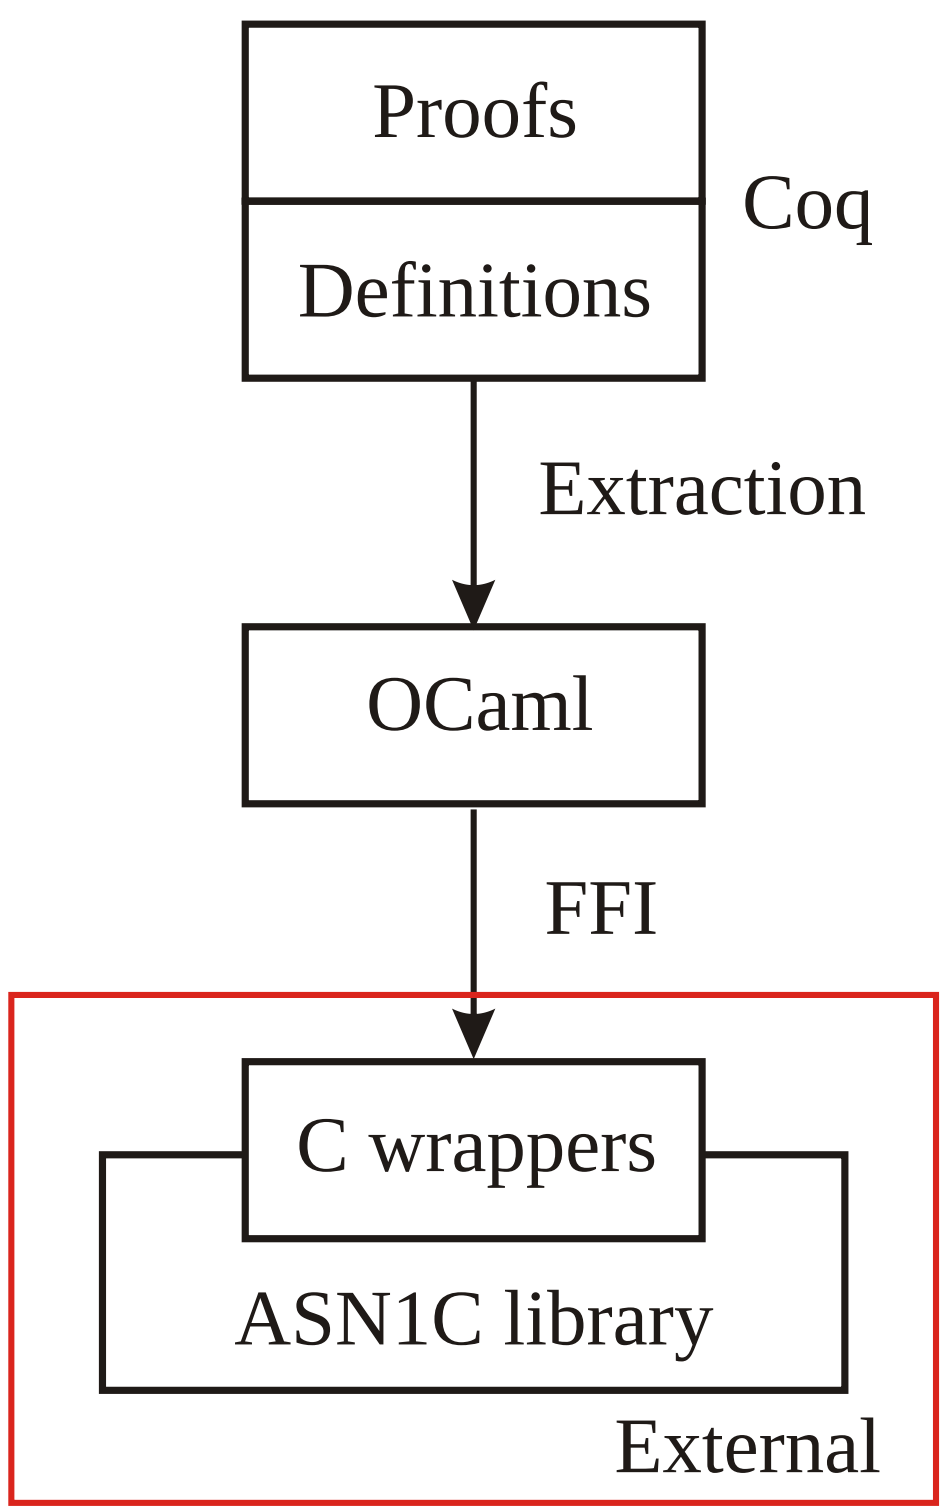 Proofs
Coq
Definitions
Extraction
OCaml
FFI
C wrappers
ASN1C library
External